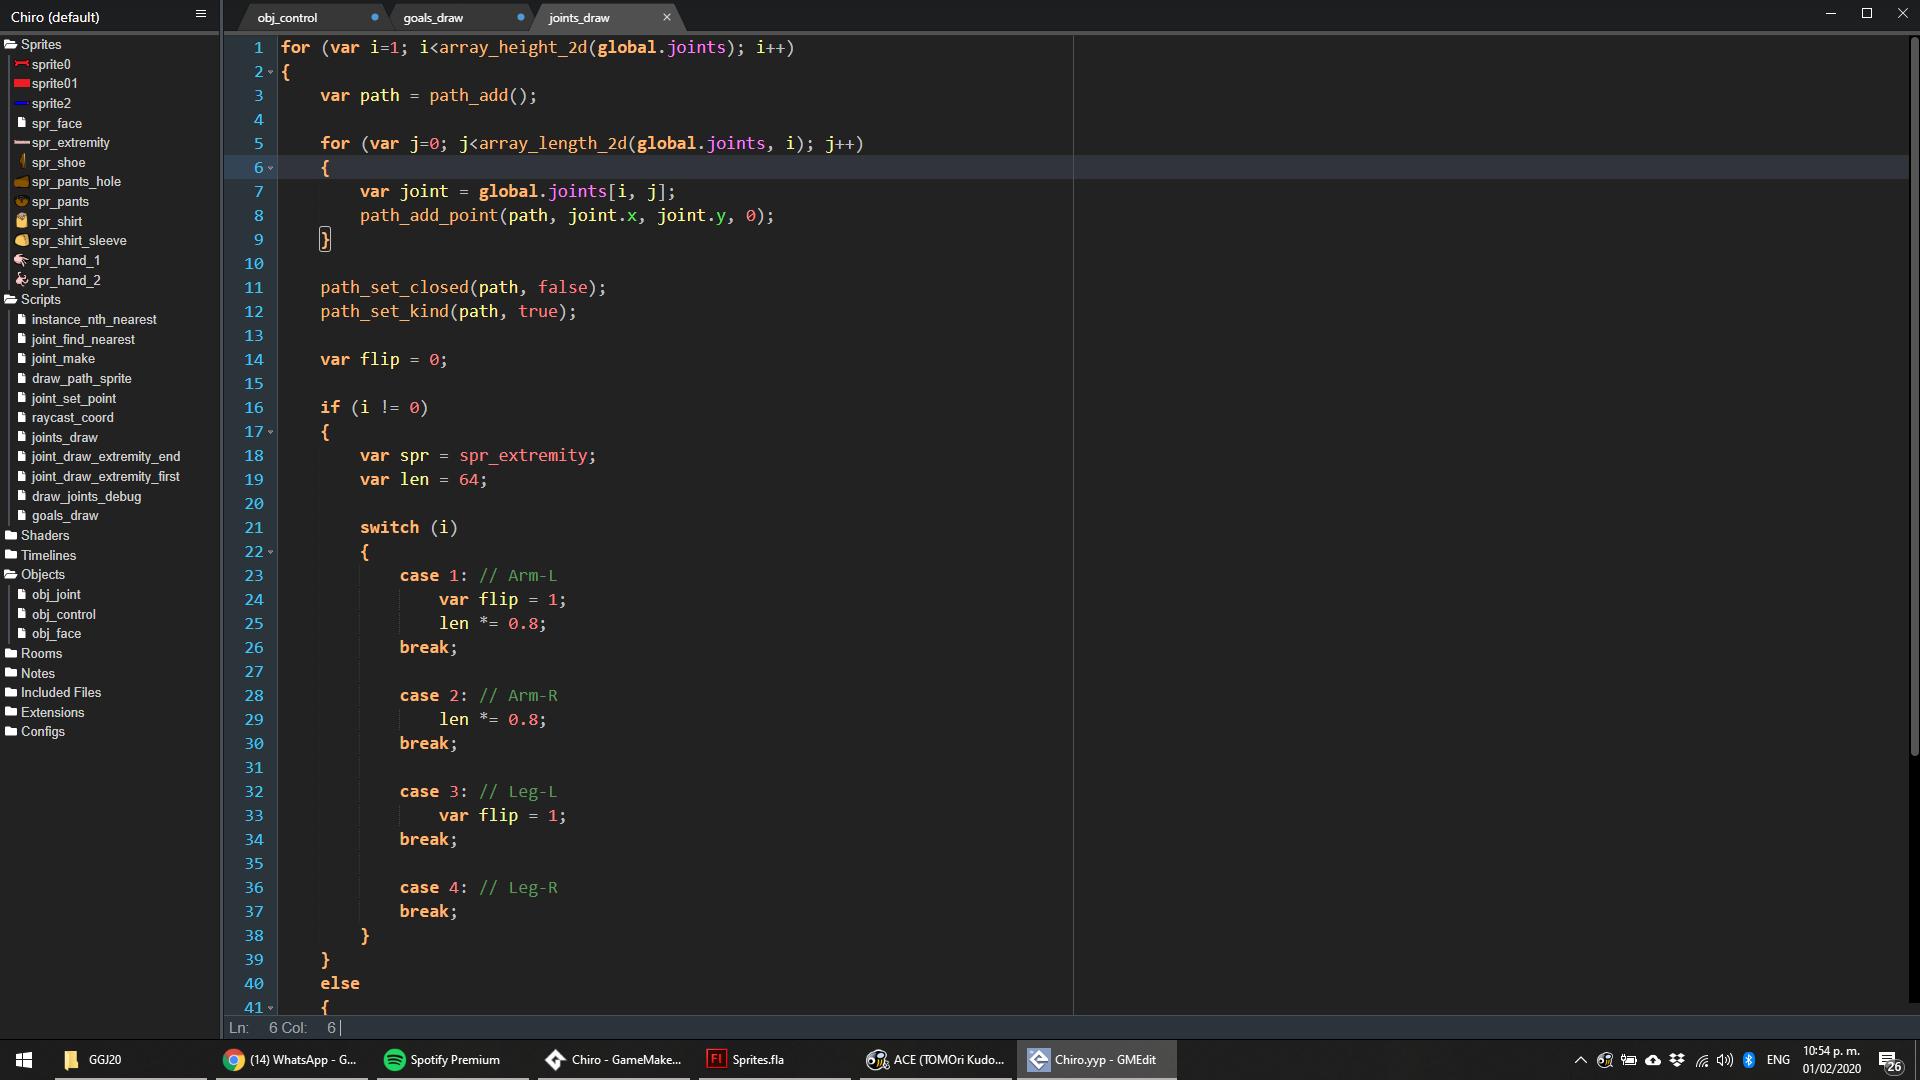 Chiro (default)
obj_control
goals_draw
joints_draw
Sprites
sprite0
sprite01
sprite2
spr_face
spr_extremity
spr_shoe
spr_pants_hole
spr_pants
spr_shirt
spr_shirt_sleeve
spr_hand_1
spr_hand_2
Scripts
instance_nth_nearest
joint_find_nearest
joint_make
draw_path_sprite
joint_set_point
raycast_coord
joints_draw
joint_draw_extremity_end
joint_draw_extremity_first
draw_joints_debug
goals_draw
Shaders
Timelines
Objects
obj_joint
obj_control
obj_face
Rooms
Notes
Included Files
Extensions
Configs
1 for (var i=1; i<array_height_2d(global.joints); i++)
2 {
3 var path = path_add();
4
5 for (var j=0; j<array_length_2d(global.joints, i); j++)
6 {
7 var joint = global.joints[i, j];
8 path_add_point(path, joint.x, joint.y, 0);
9 }
10
11 path_set_closed(path, false);
12 path_set_kind(path, true);
13
14 var flip = 0;
15
16 if (i != 0)
17 {
18 var spr = spr_extremity;
19 var len = 64;
20
21 switch (i)
22 {
23 case 1: // Arm-L
24 var flip = 1;
25 len *= 0.8;
26 break;
27
28 case 2: // Arm-R
29 len *= 0.8;
30 break;
31
32 case 3: // Leg-L
33 var flip = 1;
34 break;
35
36 case 4: // Leg-R
37 break;
38 }
39 }
40 else
41 {
Ln: 6 Col: 6
GGJ20
(14) WhatsApp - G...
Spotify Premium
Chiro - GameMake...
Fl Sprites.fla
ACE (TOMOri Kudo...
Chiro.yyp - GMEdit
ENG
10:54 p. m.
01/02/2020
26